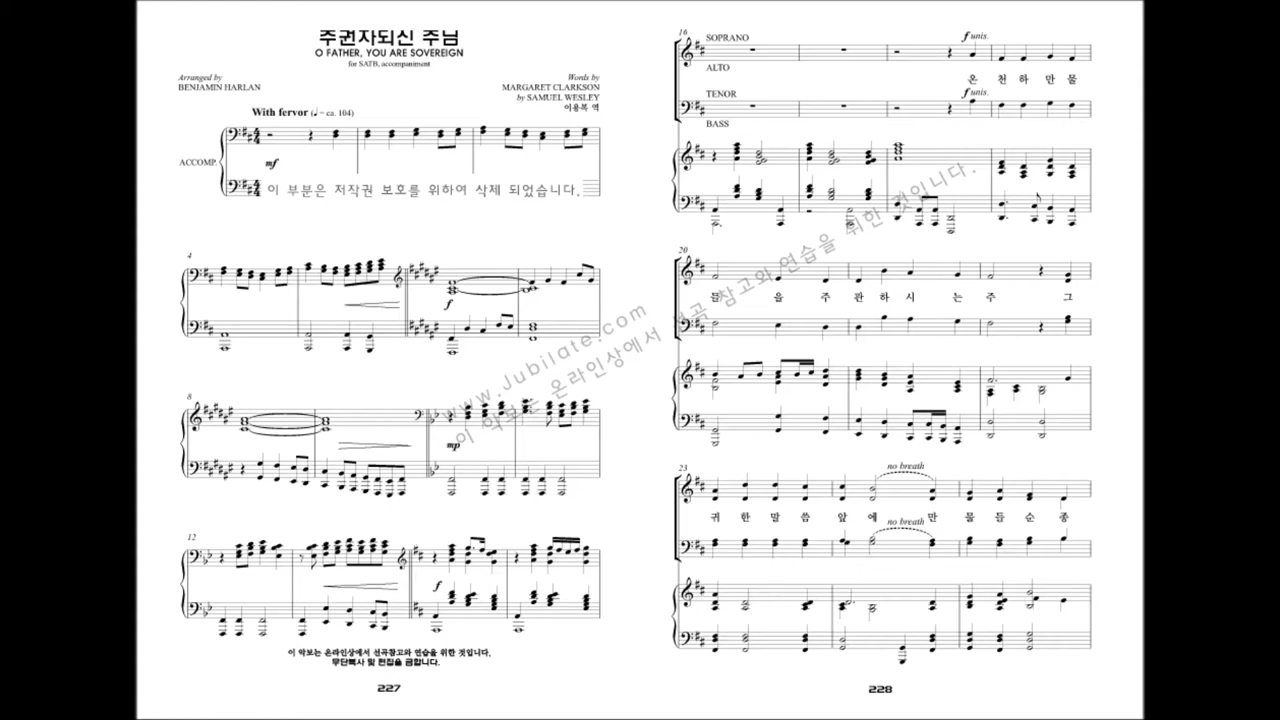 주권자되신 주님
O FATHER, YOU ARE SOVEREIGN
for SATB, accompaniment
Arranged by
BENJAMIN HARLAN
Words by
MARGARET CLARKSON
by SAMUEL WESLEY
이용복 역
With fervor (♩= ca. 104)
ACCOMP.
mf
이 부분은 저작권 보호를 위하여 삭제 되었습니다.
4
f
8
mp
12
f
이 악보는 온라인상에서 선곡참고와 연습을 위한 것입니다.
무단복사 및 편집을 금합니다.
227
www.Jubilate.com
이 악보는 온라인상에서 선곡 참고와 연습을 위한 것입니다.
16
SOPRANO
f unis.
ALTO
온 천 하 만 물
TENOR
f unis.
BASS
20
들 을 주 관 하 시 는 주 그
23
no breath
귀 한 말 씀 앞 에 만 물 들 순 종
no breath
228